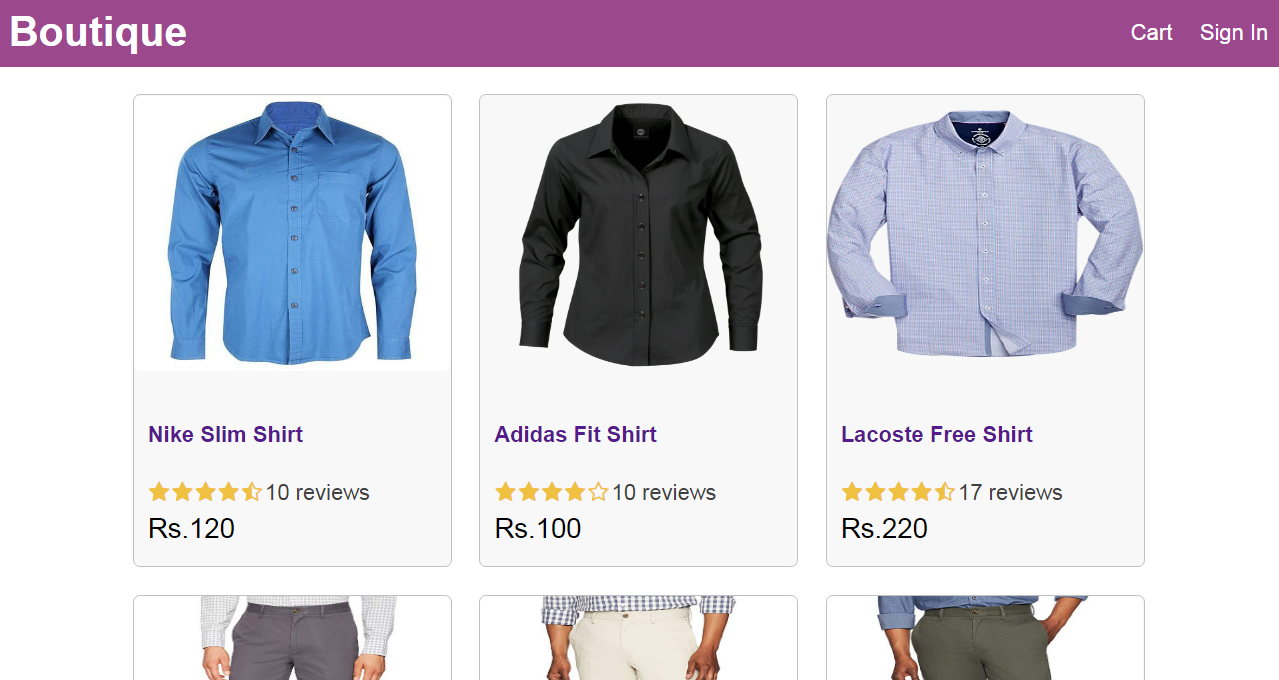 Boutique
Cart
Sign In
Nike Slim Shirt
Adidas Fit Shirt
Lacoste Free Shirt
10 reviews
10 reviews
17 reviews
Rs.120
Rs.100
Rs.220